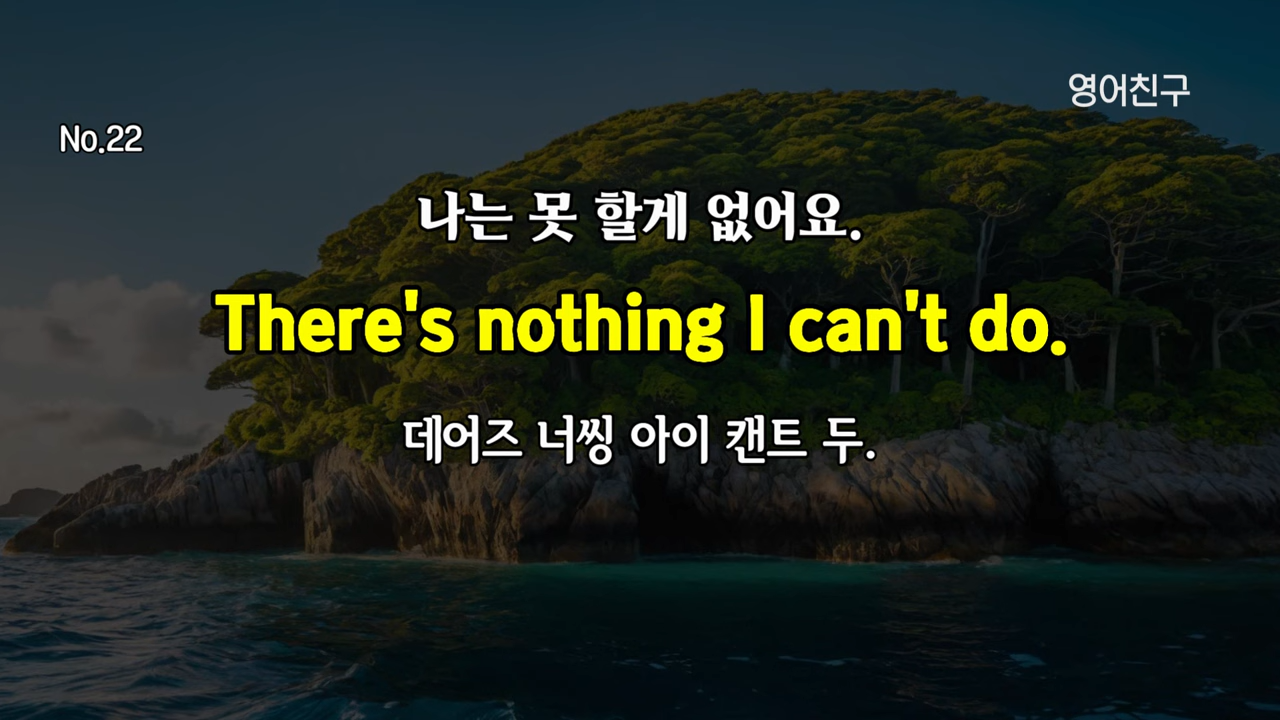 영어친구
No.22
나는 못 할게 없어요.
There's nothing I can't do.
데어즈 너씽 아이 캔트 두.